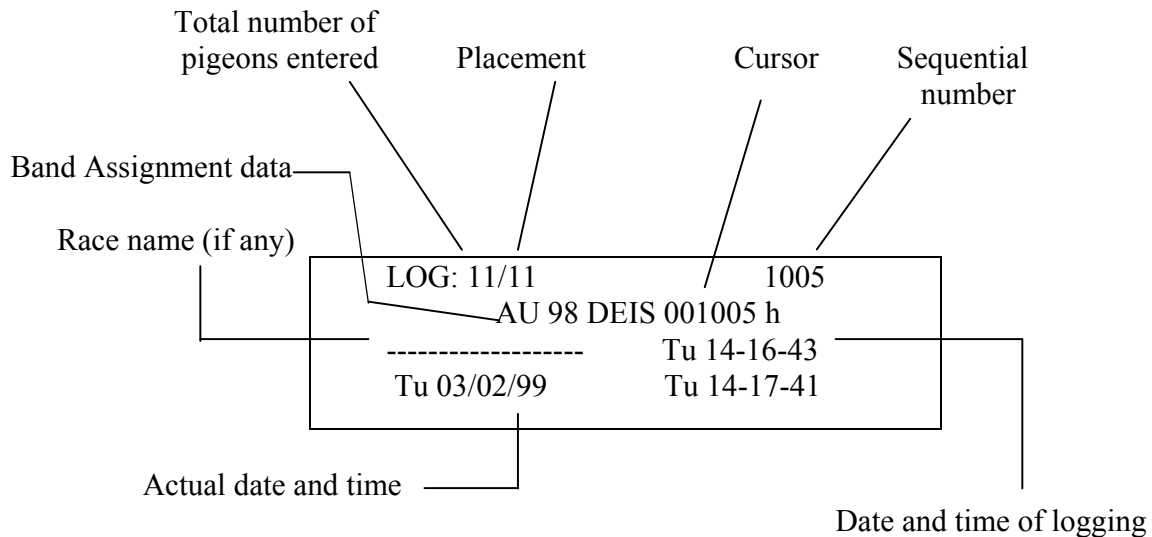 Total number of
pigeons entered
Placement
Cursor
Sequential
number
Band Assignment data
Race name (if any)
LOG: 11/11 1005
AU 98 DEIS 001005 h
------------------- Tu 14-16-43
Tu 03/02/99 Tu 14-17-41
Actual date and time
Date and time of logging